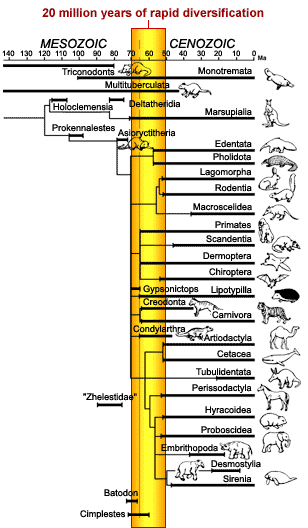 20 million years of rapid diversification
MESOZOIC CENOZOIC
140 130 120 110 100 90 80 70 60 50 40 30 20 10 0 Ma
Triconodonts
Monotremata
Multituberculata
Holoclemensia
Deltatheridia
Marsupialia
Prokennalestes
Asioryctitheria
Edentata
Pholidota
Lagomorpha
Rodentia
Macroscelidea
Primates
Scandentia
Dermoptera
Chiroptera
Gypsonictops
Lipotyphlla
Creodonta
Carnivora
Condylarthra
Artiodactyla
Cetacea
Tubulidentata
Perissodactyla
"Zhelestidae"
Hyracoidea
Proboscidea
Embrithopoda
Desmostylia
Sirenia
Batodon
Cimplestes